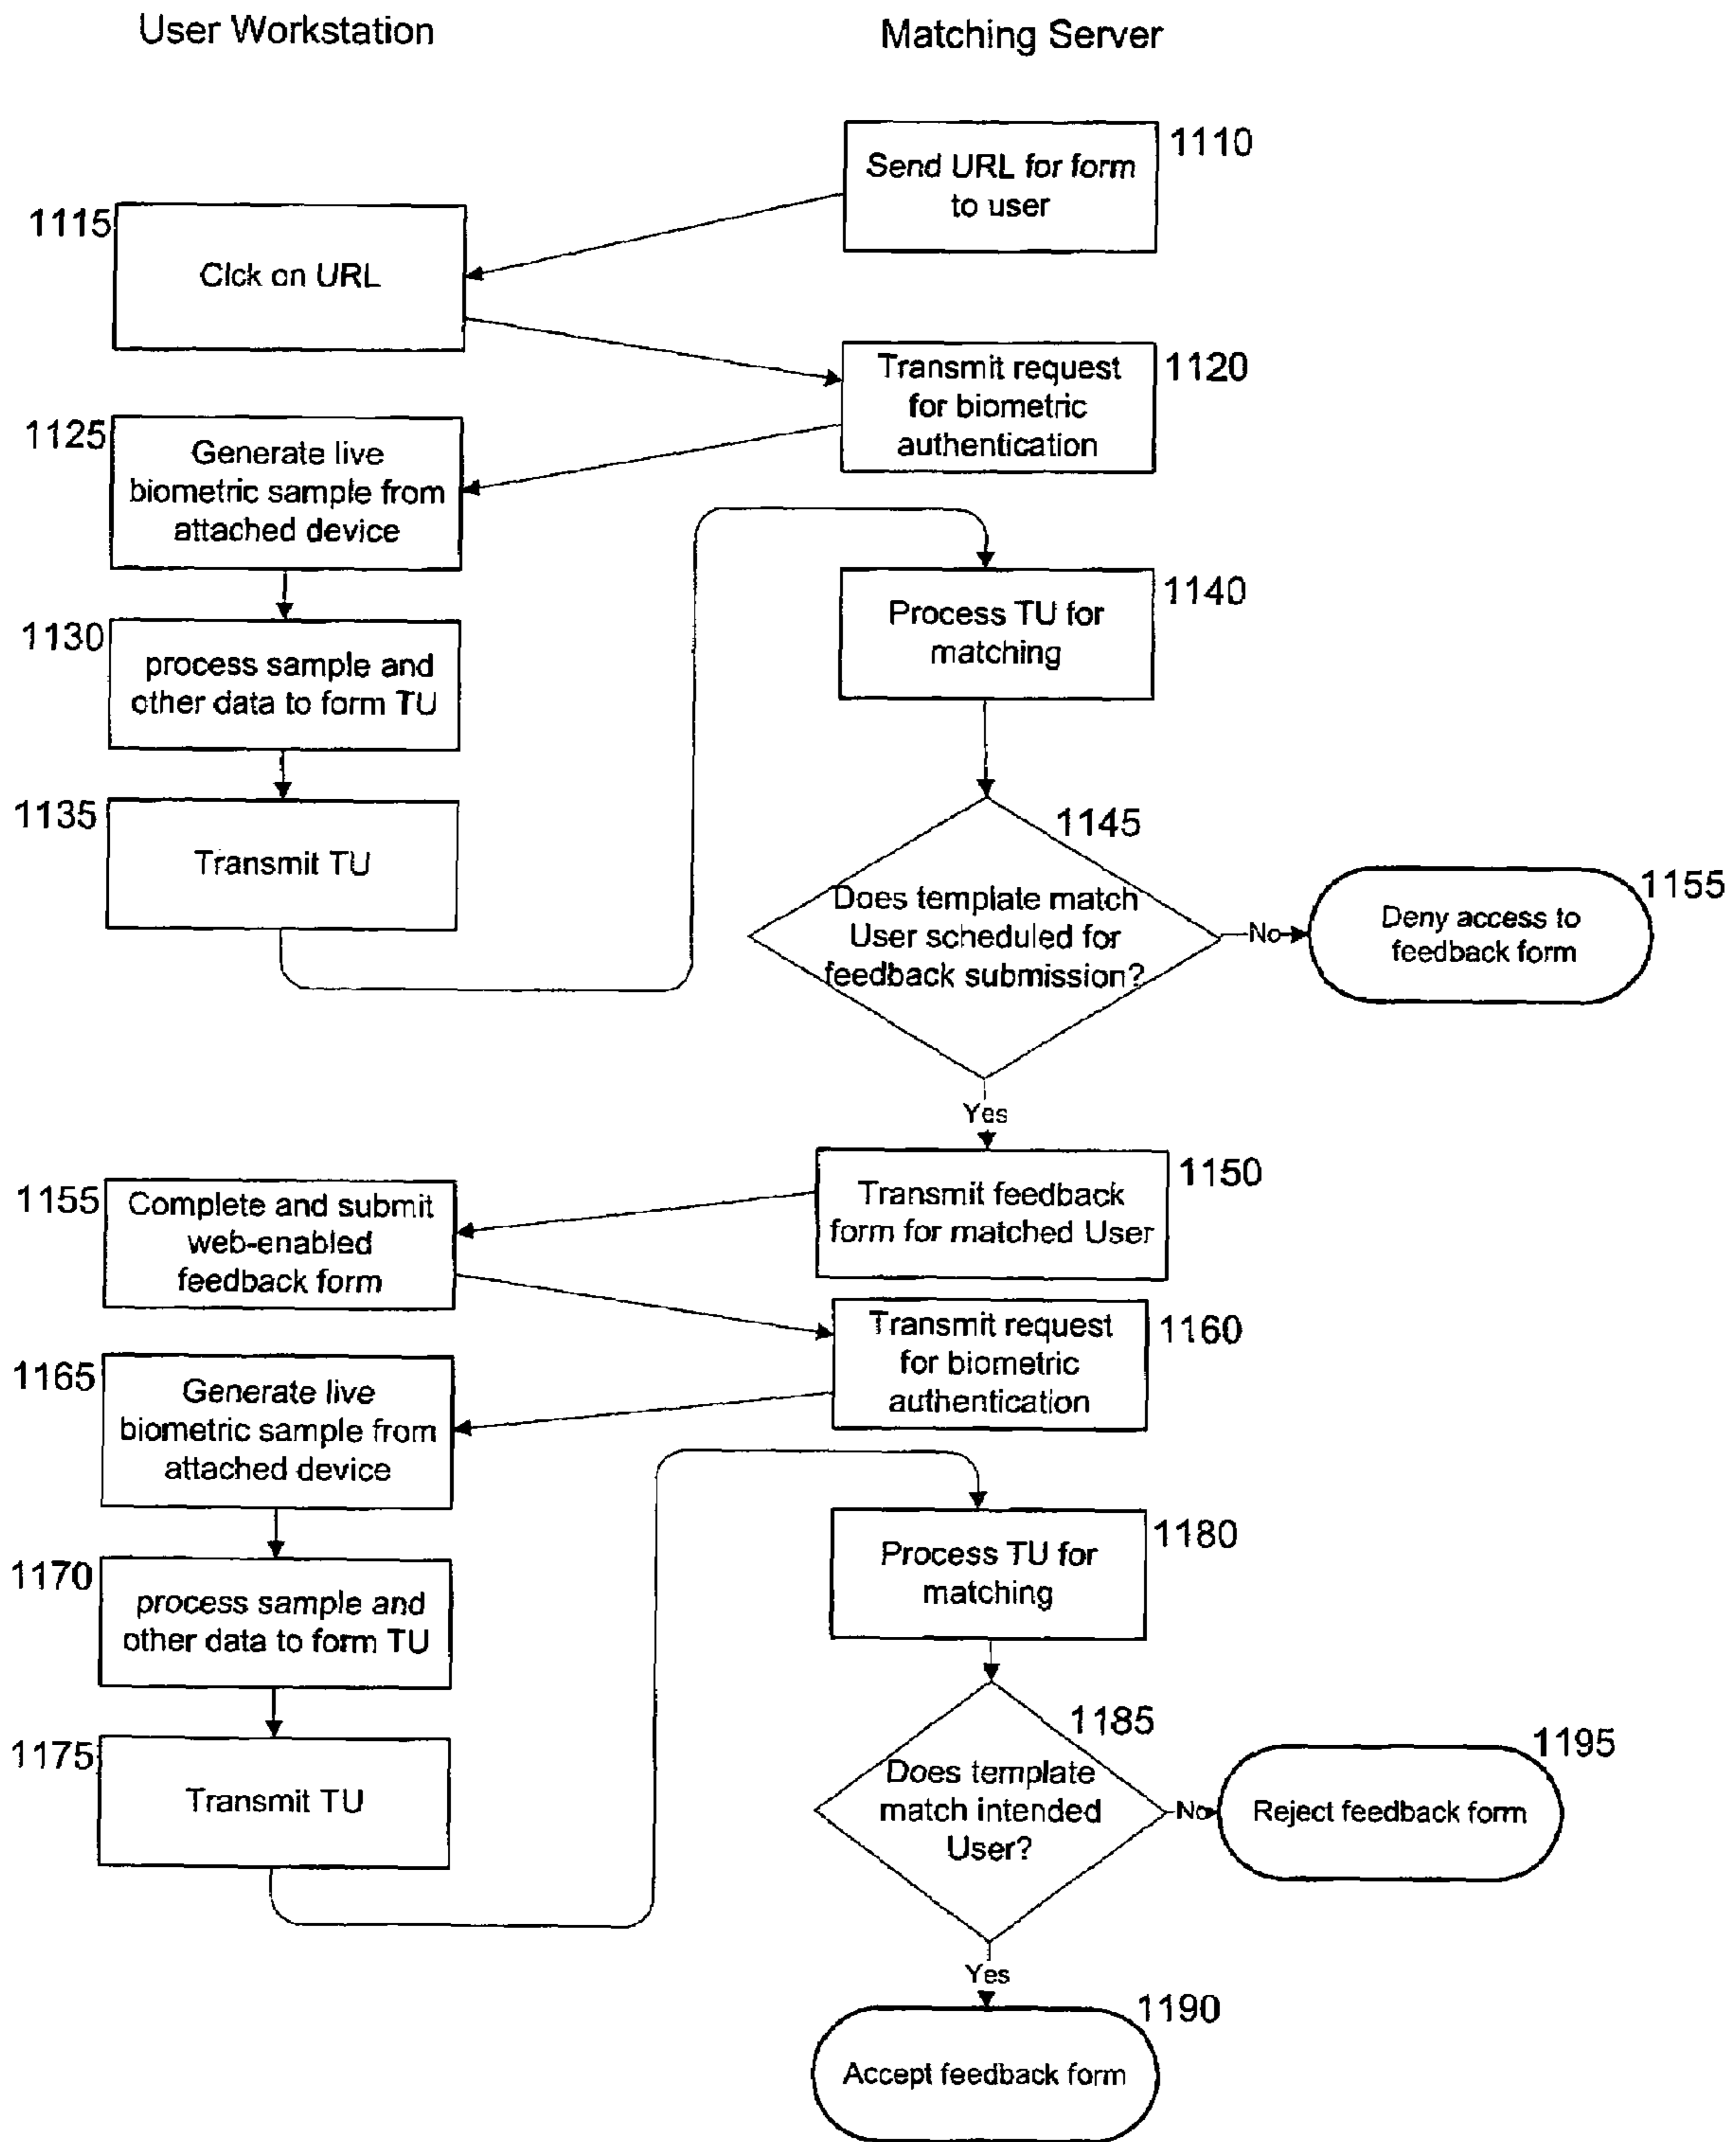 User Workstation
Matching Server
1110
Send URL for form
to user
1115
Clck on URL
1120
Transmit request
for biometric
authentication
1125
Generate live
biometric sample from
attached device
1130
process sample and
other data to form TU
1135
Transmit TU
1140
Process TU for
matching
1145
Does template match
User scheduled for
feedback submission?
No
1155
Deny access to
feedback form
Yes
1150
Transmit feedback
form for matched User
1155
Complete and submit
web-enabled
feedback form
1160
Transmit request
for biometric
authentication
1165
Generate live
biometric sample from
attached device
1170
process sample and
other data to form TU
1175
Transmit TU
1180
Process TU for
matching
1185
Does template
match intended
User?
No
1195
Reject feedback form
Yes
1190
Accept feedback form